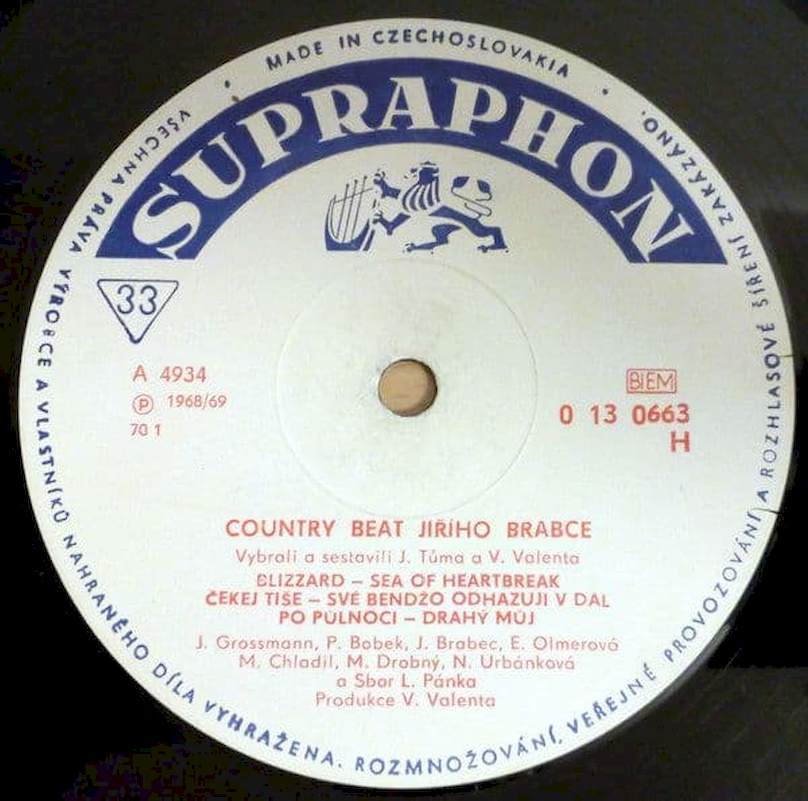 MADE IN CZECHOSLOVAKIA
SUPRAPHON
33
A 4934
Ⓟ 1968/69
70 1
BIEM
0 13 0663
H
COUNTRY BEAT JIŘÍHO BRABCE
Vybrali a sestavili J. Tůma a V. Valenta
BLIZZARD – SEA OF HEARTBREAK
ČEKEJ TIŠE – SVÉ BENDŽO ODHAZUJI V DAL
PO PŮLNOCI – DRAHÝ MŮJ
J. Grossmann, P. Bobek, J. Brabec, E. Olmerová
M. Chladil, M. Drobný, N. Urbánková
a Sbor L. Pánka
Produkce V. Valenta
VŠECHNA PRÁVA VÝROBCE A VLASTNÍKŮ NAHRANÉHO DÍLA VYHRAŽENA. ROZMNOŽOVÁNÍ, VEŘEJNÉ PROVOZOVÁNÍ A ROZHLASOVÉ ŠÍŘENÍ ZAKÁZÁNO.